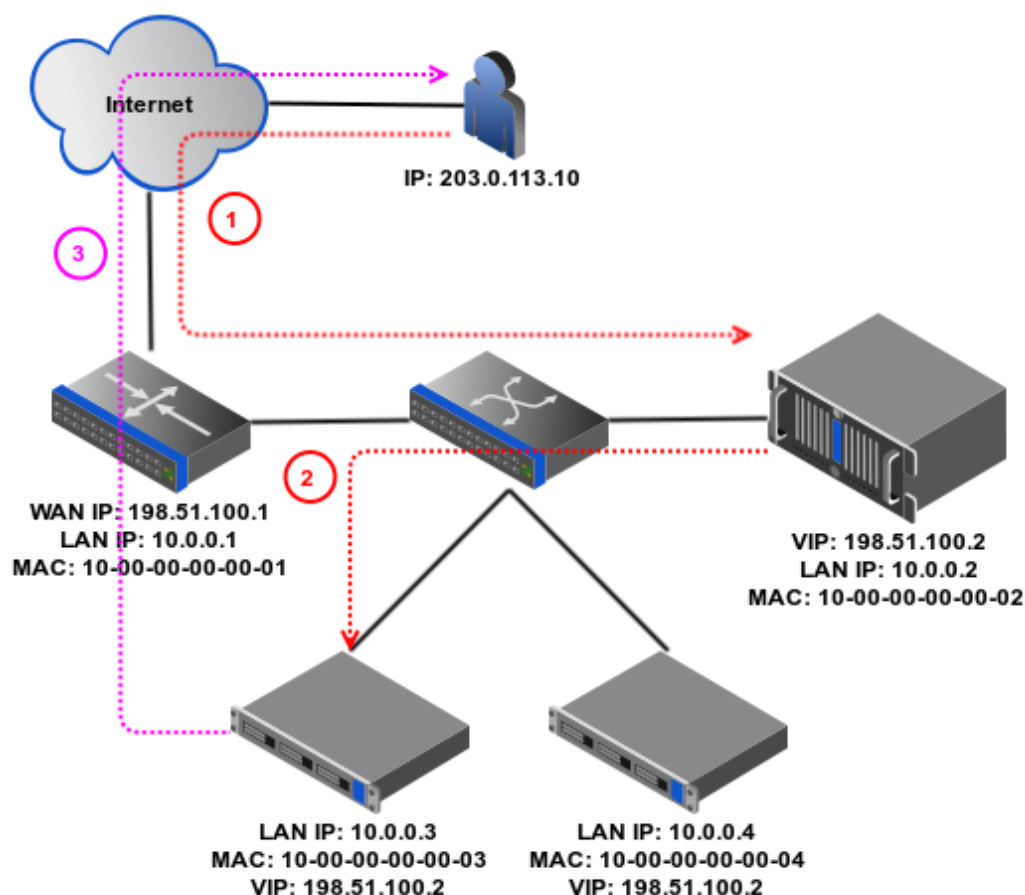 Internet
IP: 203.0.113.10
1
3
2
WAN IP: 198.51.100.1
LAN IP: 10.0.0.1
MAC: 10-00-00-00-00-01
VIP: 198.51.100.2
LAN IP: 10.0.0.2
MAC: 10-00-00-00-00-02
LAN IP: 10.0.0.3
MAC: 10-00-00-00-00-03
VIP: 198.51.100.2
LAN IP: 10.0.0.4
MAC: 10-00-00-00-00-04
VIP: 198.51.100.2